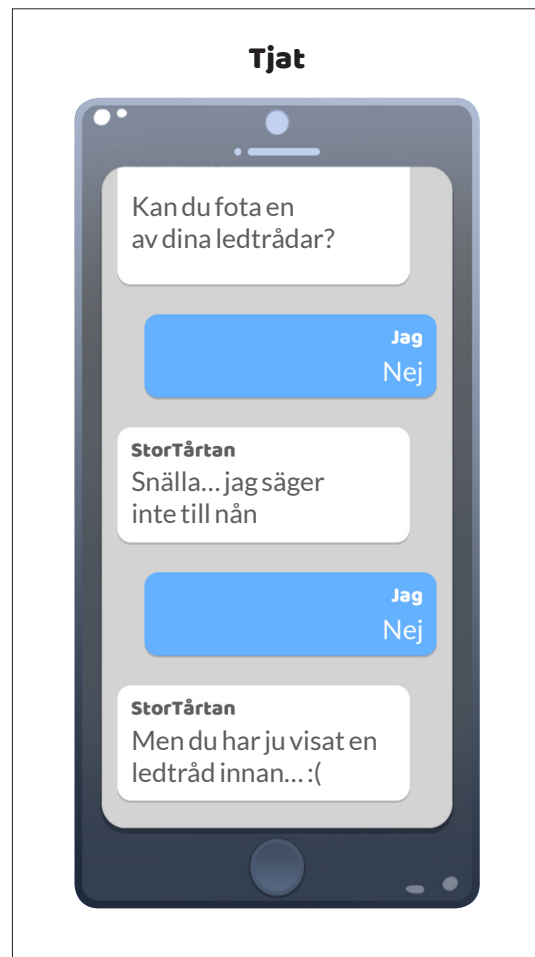 Tjat
Kan du fota en
av dina ledtrådar?
Jag
Nej
StorTårtan
Snälla... jag säger
inte till nån
Jag
Nej
StorTårtan
Men du har ju visat en
ledtråd innan... :(